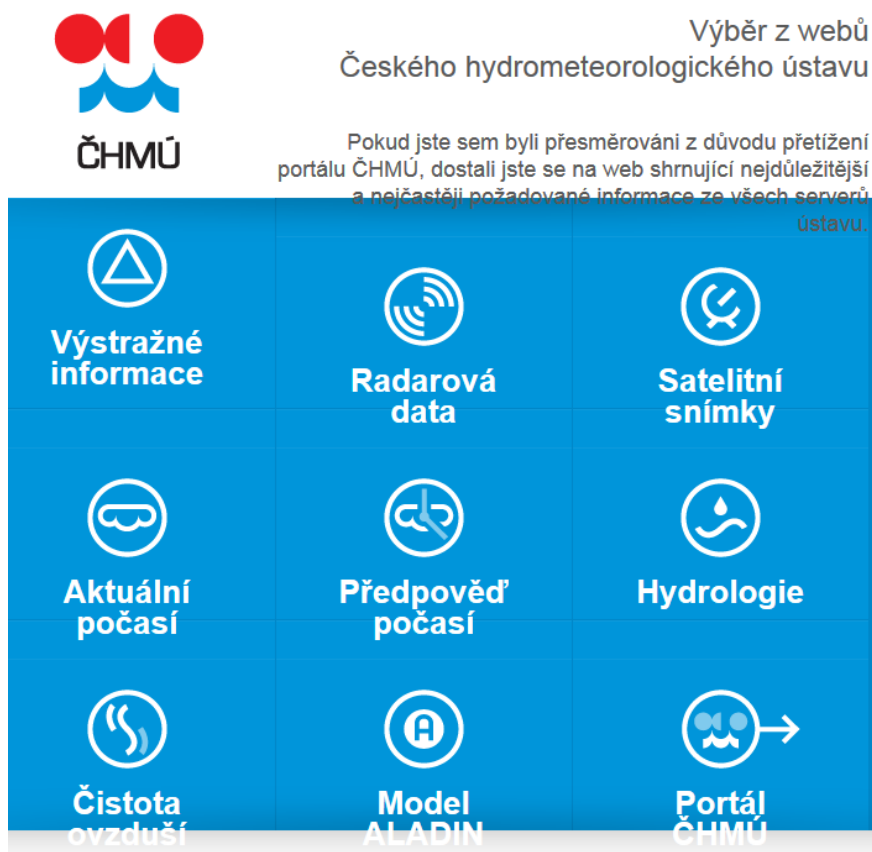 Výběr z webů
Českého hydrometeorologického ústavu
ČHMÚ
Pokud jste sem byli přesměrováni z důvodu přetížení
portálu ČHMÚ, dostali jste se na web shrnující nejdůležitější
a nejčastěji požadované informace ze všech serverů
ústavu.
Výstražné
informace
Radarová
data
Satelitní
snímky
Aktuální
počasí
Předpověď
počasí
Hydrologie
Čistota
ovzduší
A
Model
ALADIN
Portál
ČHMÚ